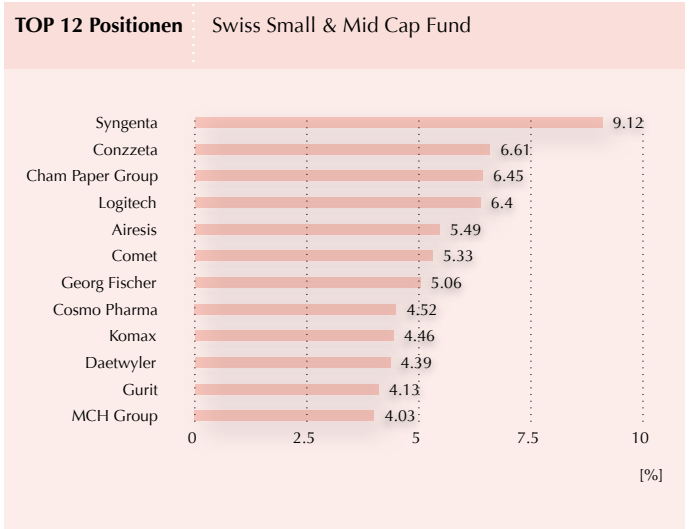 TOP 12 Positionen Swiss Small & Mid Cap Fund
Syngenta 9.12
Conzzeta 6.61
Cham Paper Group 6.45
Logitech 6.4
Airesis 5.49
Comet 5.33
Georg Fischer 5.06
Cosmo Pharma 4.52
Komax 4.46
Daetwyler 4.39
Gurit 4.13
MCH Group 4.03
0 2.5 5 7.5 10
[%]